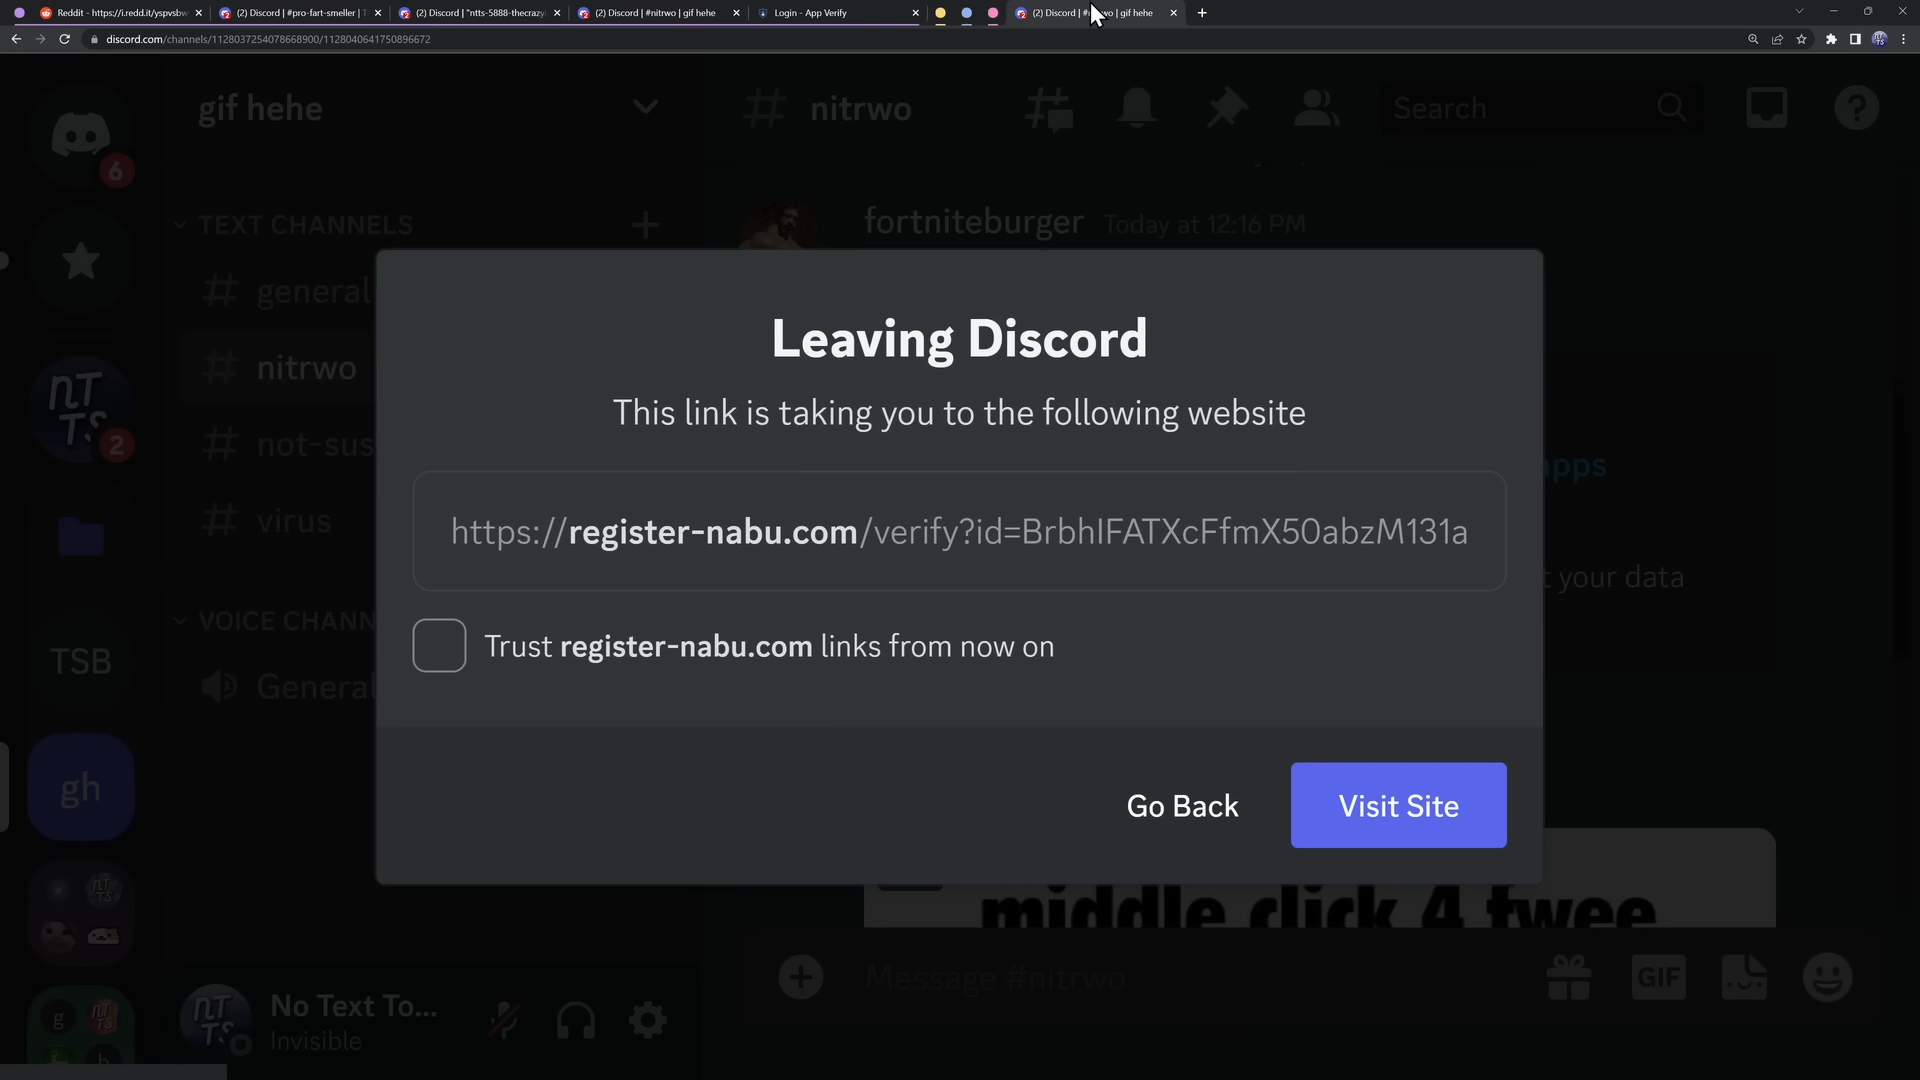 Reddit - https://i.redd.it/yspvsbw
(2) Discord | #pro-fart-smeller | T
(2) Discord | "ntts-5888-thecrazy
(2) Discord | #nitrwo | gif hehe
Login - App Verify
(2) Discord | #nitrwo | gif hehe
discord.com/channels/1128037254078668900/1128040641750896672
gif hehe
nitrwo
Search
6
TEXT CHANNELS
fortniteburger Today at 12:16 PM
general
Leaving Discord
nitrwo
This link is taking you to the following website
NTTS
2
not-sus
apps
https://register-nabu.com/verify?id=BrbhIFATXcFfmX50abzM131a
virus
t your data
VOICE CHANN
Trust register-nabu.com links from now on
TSB
General
gh
Go Back
Visit Site
middle click 4 twee
Message #nitrwo
GIF
No Text To...
NTTS
g
Invisible